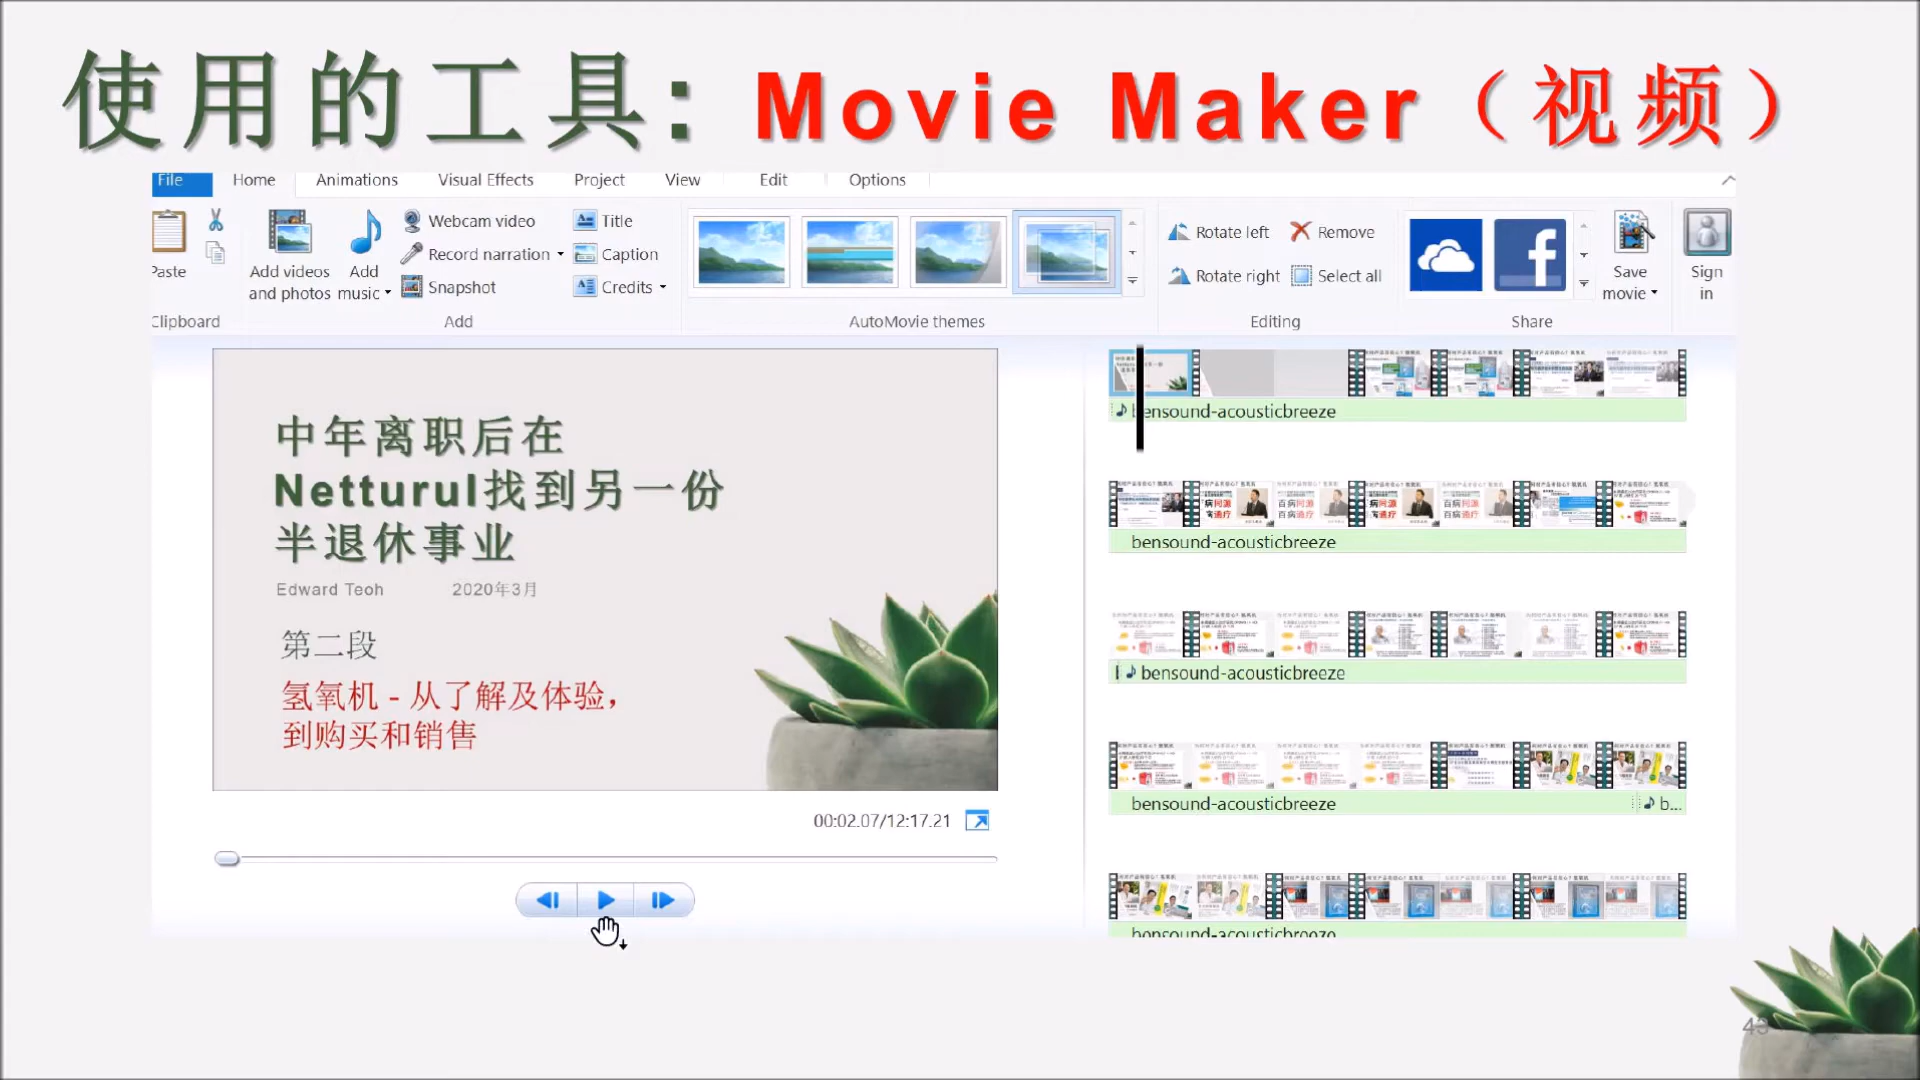 使用的工具: Movie Maker（视频）
File Home Animations Visual Effects Project View Edit Options
Webcam video
Record narration
Snapshot
Title
Caption
Credits
Paste
Add videos and photos
Add music
Rotate left
Remove
Rotate right
Select all
Save movie
Sign in
Clipboard Add AutoMovie themes Editing Share
中年离职后在
Netturul找到另一份
半退休事业
Edward Teoh 2020年3月
第二段
氢氧机 - 从了解及体验，
到购买和销售
00:02.07/12:17.21
bensound-acousticbreeze
bensound-acousticbreeze
bensound-acousticbreeze
bensound-acousticbreeze
b...
bensound-acousticbreeze
43